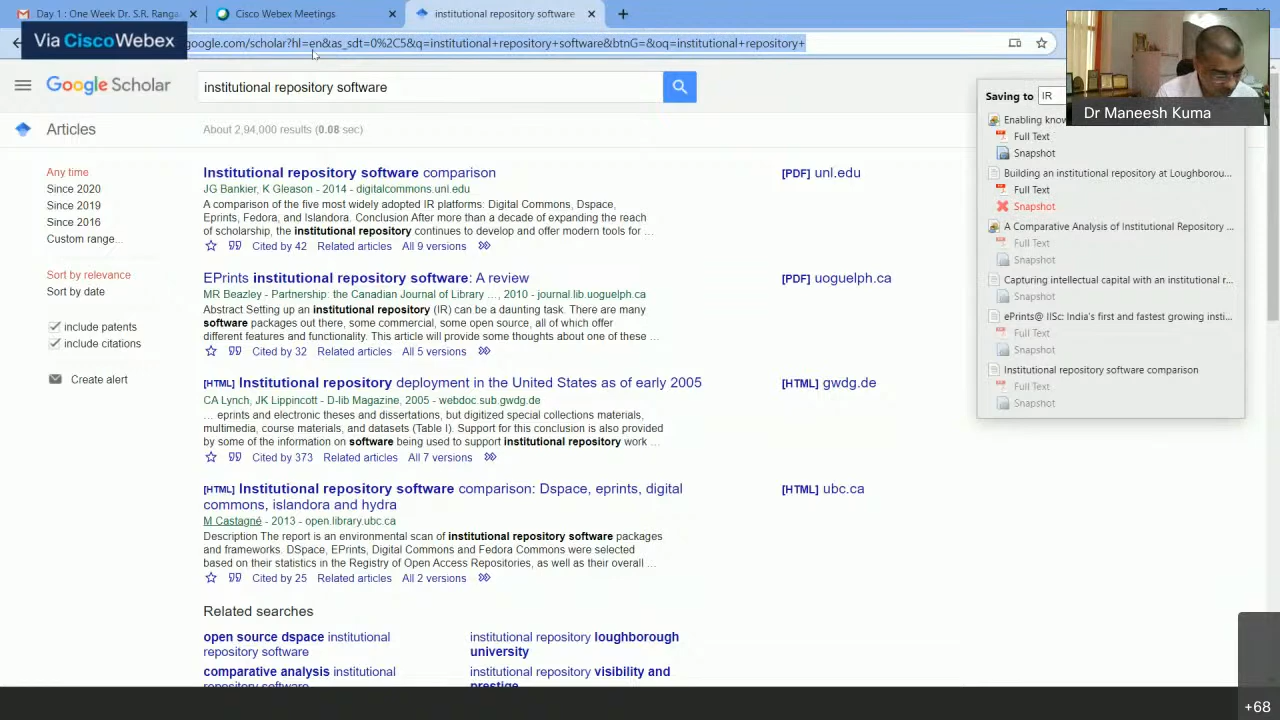 Day 1 : One Week Dr. S.R. Ranga
Cisco Webex Meetings
institutional repository software
Via CiscoWebex
google.com/scholar?hl=en&as_sdt=0%2C5&q=institutional+repository+software&btnG=&oq=institutional+repository+
Google Scholar
institutional repository software
Articles
About 2,94,000 results (0.08 sec)
Any time
Since 2020
Since 2019
Since 2016
Custom range...
Sort by relevance
Sort by date
include patents
include citations
Create alert
Institutional repository software comparison
JG Bankier, K Gleason - 2014 - digitalcommons.unl.edu
A comparison of the five most widely adopted IR platforms: Digital Commons, Dspace,
Eprints, Fedora, and Islandora. Conclusion After more than a decade of expanding the reach
of scholarship, the institutional repository continues to develop and offer modern tools for ...
Cited by 42 Related articles All 9 versions
[PDF] unl.edu
EPrints institutional repository software: A review
MR Beazley - Partnership: the Canadian Journal of Library ..., 2010 - journal.lib.uoguelph.ca
Abstract Setting up an institutional repository (IR) can be a daunting task. There are many
software packages out there, some commercial, some open source, all of which offer
different features and functionality. This article will provide some thoughts about one of these ...
Cited by 32 Related articles All 5 versions
[PDF] uoguelph.ca
[HTML] Institutional repository deployment in the United States as of early 2005
CA Lynch, JK Lippincott - D-lib Magazine, 2005 - webdoc.sub.gwdg.de
... eprints and electronic theses and dissertations, but digitized special collections materials,
multimedia, course materials, and datasets (Table I). Support for this conclusion is also provided
by some of the information on software being used to support institutional repository work ...
Cited by 373 Related articles All 7 versions
[HTML] gwdg.de
[HTML] Institutional repository software comparison: Dspace, eprints, digital
commons, islandora and hydra
M Castagné - 2013 - open.library.ubc.ca
Description The report is an environmental scan of institutional repository software packages
and frameworks. DSpace, EPrints, Digital Commons and Fedora Commons were selected
based on their statistics in the Registry of Open Access Repositories, as well as their overall ...
Cited by 25 Related articles All 2 versions
[HTML] ubc.ca
Related searches
open source dspace institutional
repository software
institutional repository loughborough
university
comparative analysis institutional
repository software
institutional repository visibility and
prestige
Saving to IR
Enabling know
Full Text
Snapshot
Building an institutional repository at Loughborou...
Full Text
Snapshot
A Comparative Analysis of Institutional Repository ...
Full Text
Snapshot
Capturing intellectual capital with an institutional r...
Snapshot
ePrints@ IISc: India's first and fastest growing insti...
Full Text
Snapshot
Institutional repository software comparison
Full Text
Snapshot
Dr Maneesh Kuma
+68